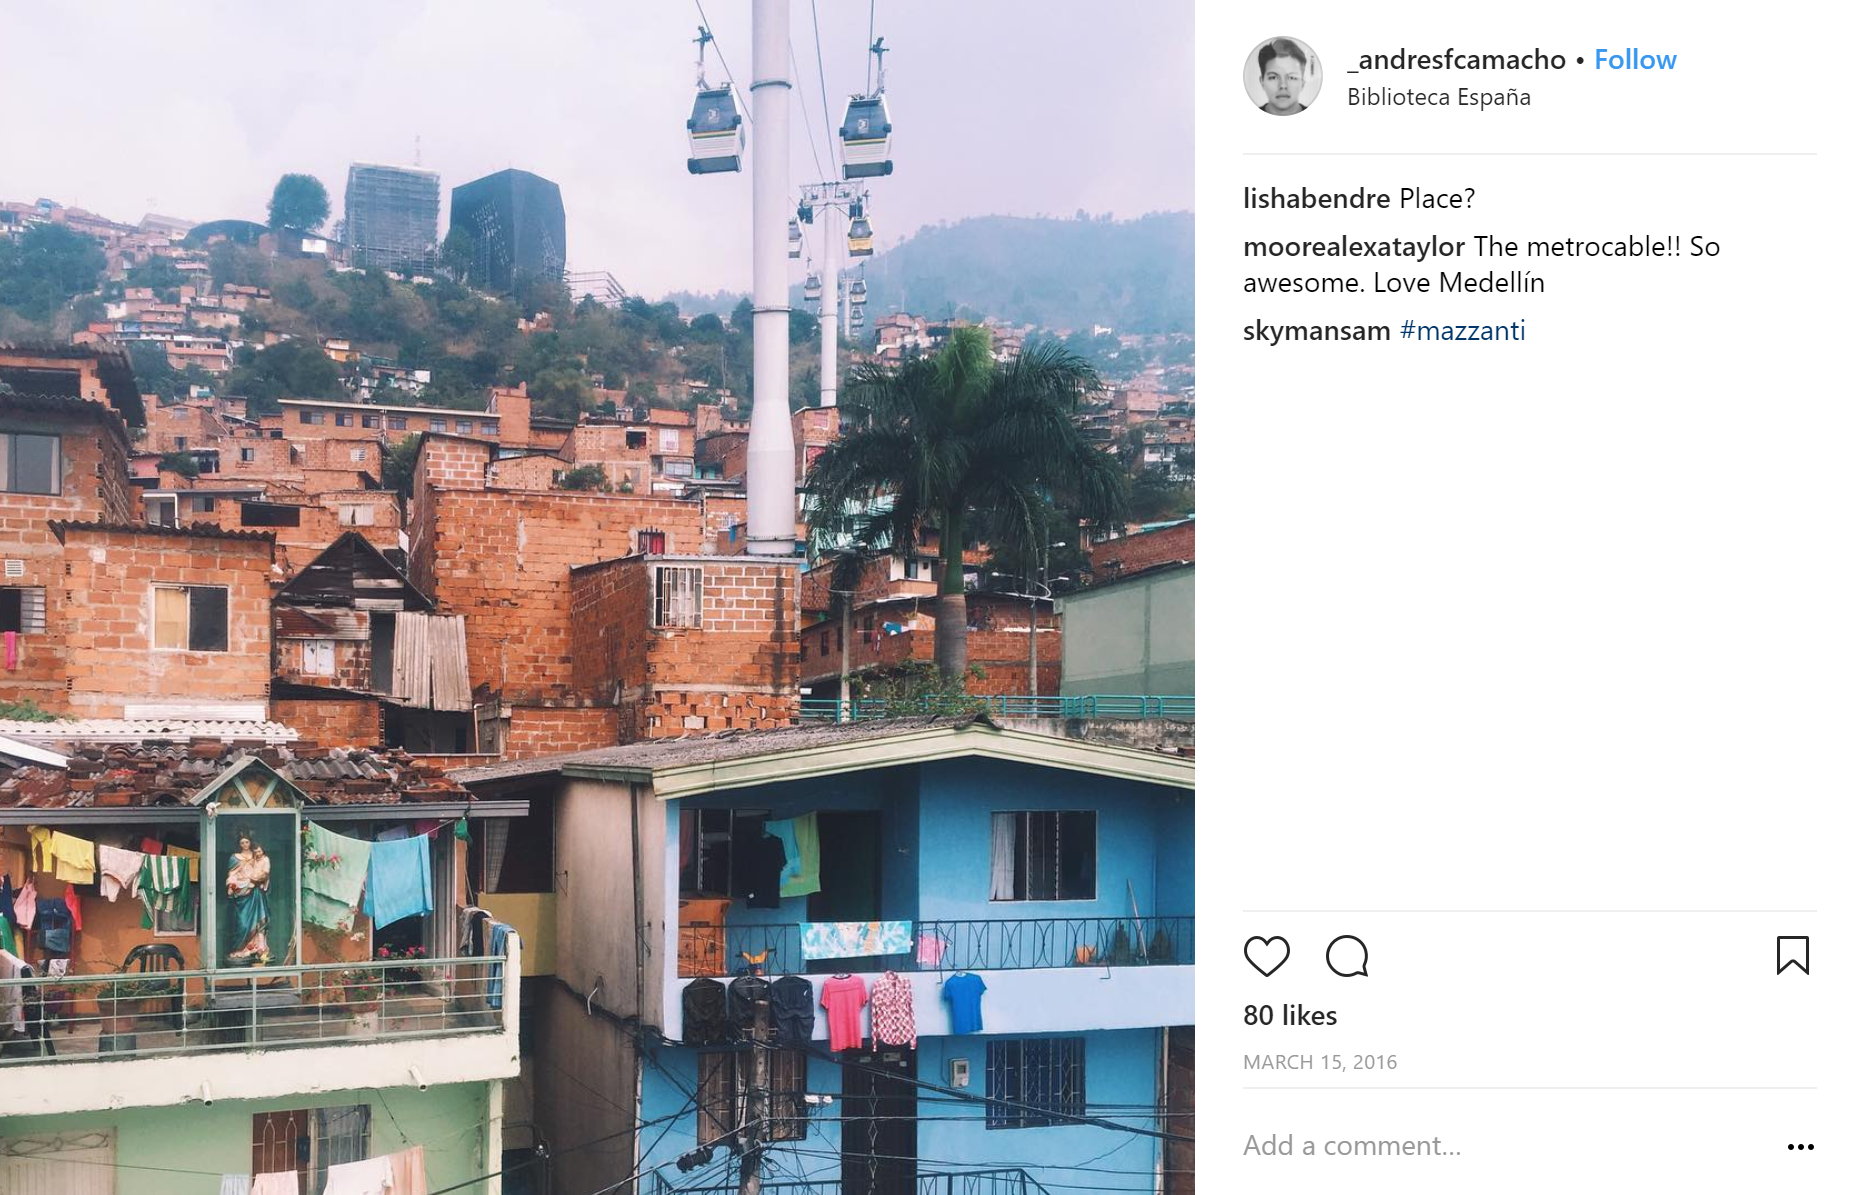 _andresfcamacho • Follow
Biblioteca España
lishabendre Place?
moorealexataylor The metrocable!! So
awesome. Love Medellín
skymansam #mazzanti
80 likes
MARCH 15, 2016
Add a comment...